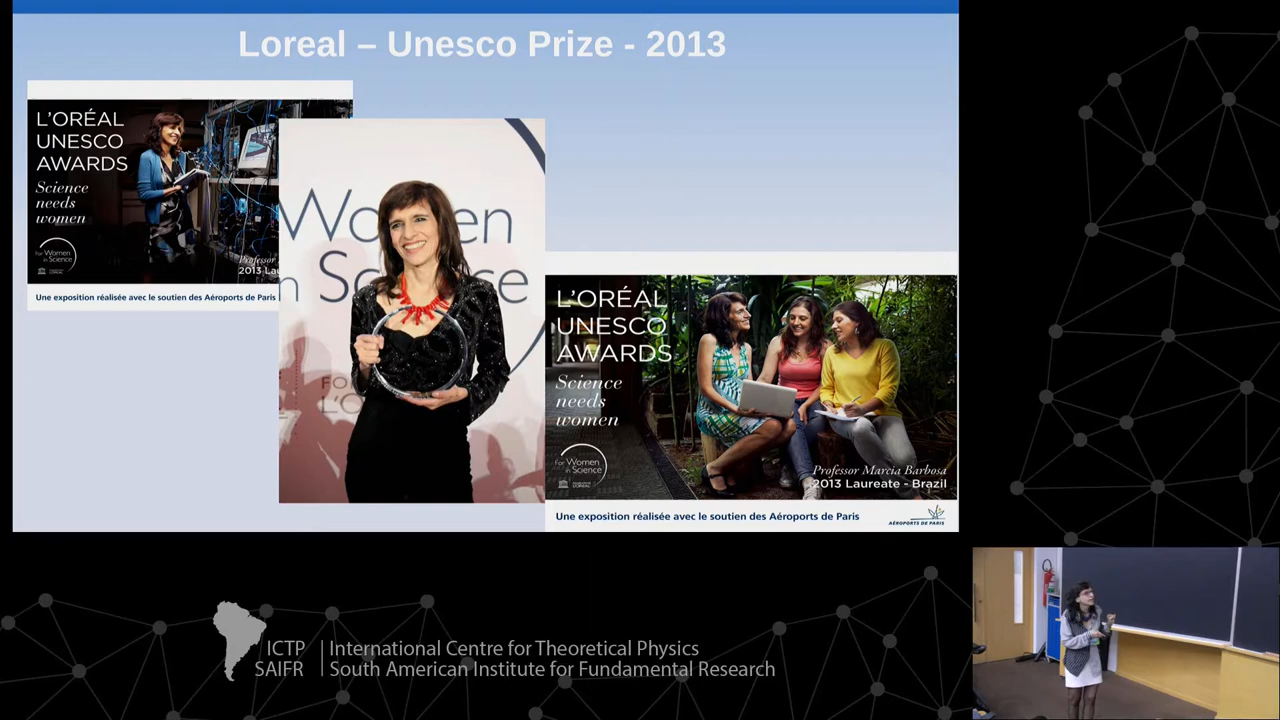 Loreal – Unesco Prize - 2013
L'ORÉAL
UNESCO
AWARDS
Science
needs
women
For Women
in Science
Professor
2013 Lau
Une exposition réalisée avec le soutien des Aéroports de Paris
Women
in Science
L'ORÉAL
UNESCO
AWARDS
Science
needs
women
For Women
in Science
Professor Marcia Barbosa
2013 Laureate - Brazil
Une exposition réalisée avec le soutien des Aéroports de Paris
AÉROPORTS DE PARIS
ICTP
SAIFR
International Centre for Theoretical Physics
South American Institute for Fundamental Research